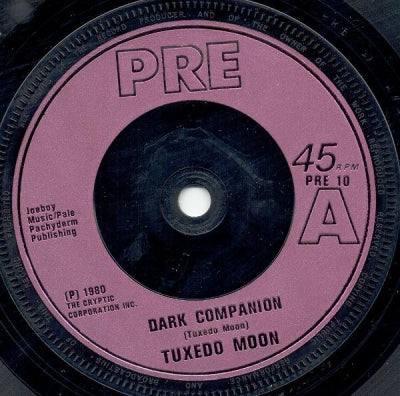 PRE
45 RPM
PRE 10
A
Joeboy
Music/Pale
Pachyderm
Publishing
(P) 1980
THE CRYPTIC
CORPORATION INC.
DARK COMPANION
(Tuxedo Moon)
TUXEDO MOON